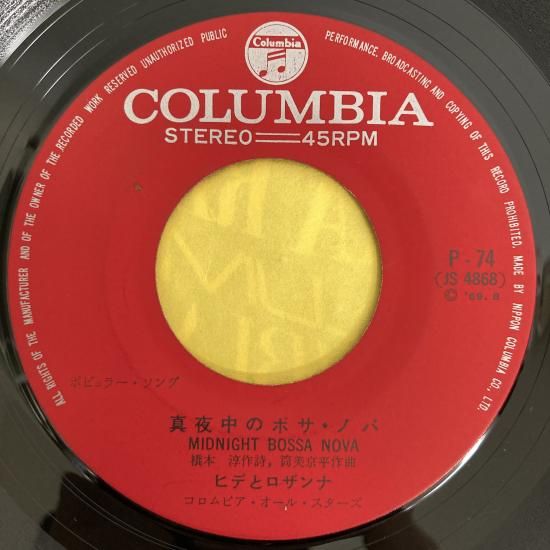 ALL RIGHTS OF THE MANUFACTURER AND OF THE OWNER OF THE RECORDED WORK RESERVED UNAUTHORIZED PUBLIC PERFORMANCE, BROADCASTING AND COPYING OF THIS RECORD PROHIBITED. MADE BY NIPPON COLUMBIA CO., LTD.
Columbia
COLUMBIA
STEREO 45RPM
P-74
(JS 4868)
© '69.8
ポピュラー・ソング
真夜中のボサ・ノバ
MIDNIGHT BOSSA NOVA
橋本 淳作詩, 筒美京平作曲
ヒデとロザンナ
コロムビア・オール・スターズ